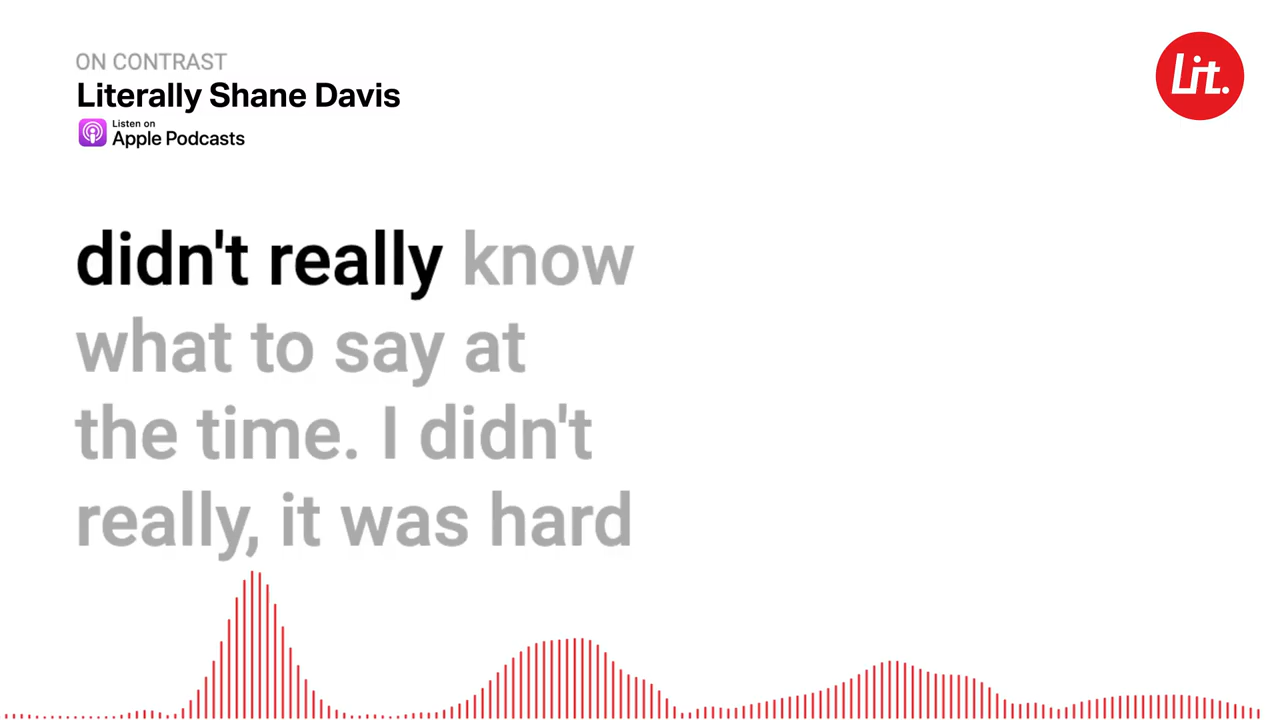 ON CONTRAST
Literally Shane Davis
Listen on
Apple Podcasts
Lit.
didn't really know
what to say at
the time. I didn't
really, it was hard